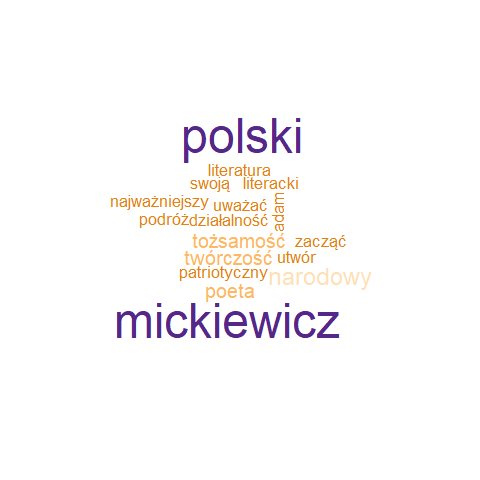 polski
literatura
swoją literacki
najważniejszy uważać adam
podróż działalność
tożsamość zacząć
twórczość utwór
patriotyczny narodowy
poeta
mickiewicz